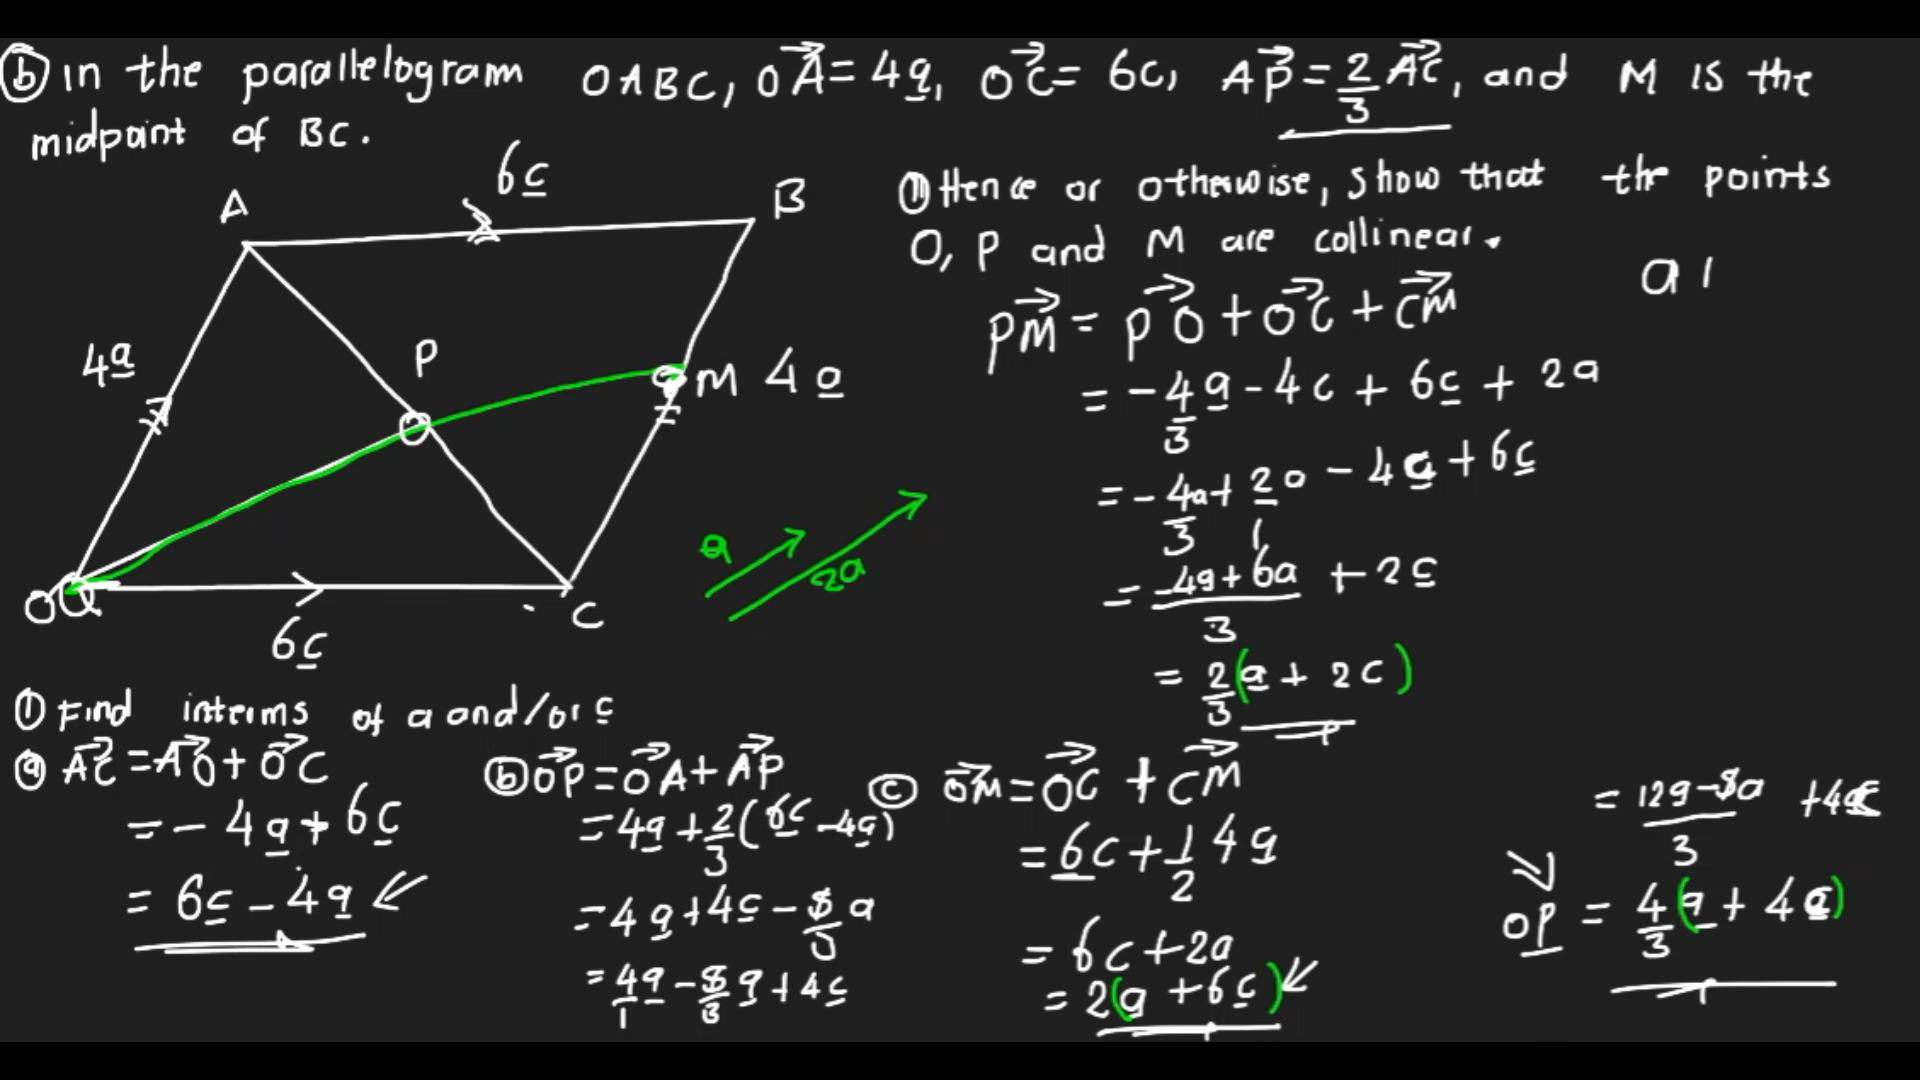 ⓑ in the parallelogram OABC, OA⃗ = 4a, OC⃗ = 6c, AP⃗ = 2/3 AC⃗, and M is the
midpoint of BC.
6c
A
B
4a
P
M 4a
O
C
6c
a
2a
ⓘ Find interms of a and/or c
ⓐ AC⃗ = AO⃗ + OC⃗
= - 4a + 6c
= 6c - 4a
ⓑ OP⃗ = OA⃗ + AP⃗
= 4a + 2/3 (6c - 4a)
= 4a + 4c - 8/3 a
= 4a/1 - 8/3 a + 4c
ⓒ OM⃗ = OC⃗ + CM⃗
= 6c + 1/2 4a
= 6c + 2a
= 2(a + 6c)
ⓘⓘ Hence or otherwise, show that the points
O, P and M are collinear.
PM⃗ = PO⃗ + OC⃗ + CM⃗
= - 4/3 a - 4c + 6c + 2a
= - 4a/3 + 2a/1 - 4c + 6c
= (-4a + 6a)/3 + 2c
= 2/3 (a + 2c)
= (12a - 8a)/3 + 4c
OP = 4/3 (a + 4c)